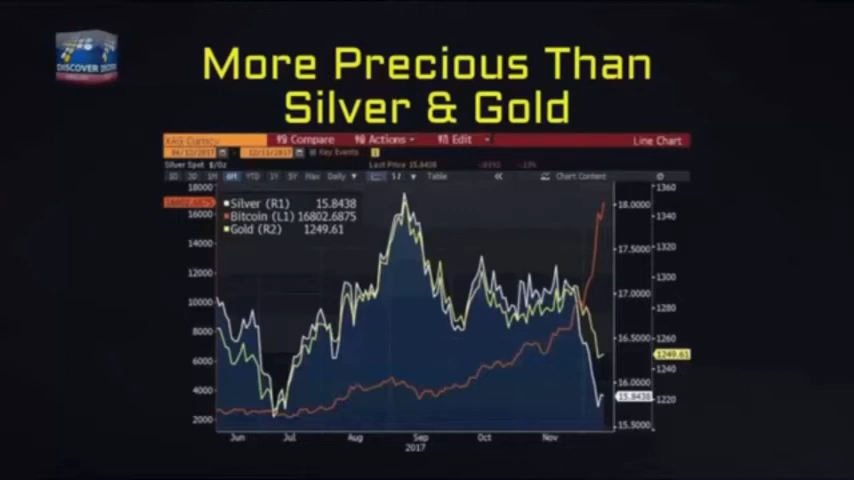 DISCOVER
More Precious Than
Silver & Gold
XAG Curncy
Compare
Actions
Edit
Line Chart
Key Events
Silver Spot $/Oz
Last Price 15.8438
1D 3D 1M 6M YTD 1Y 5Y Max Daily
Table
Chart Content
Silver (R1) 15.8438
Bitcoin (L1) 16802.6875
Gold (R2) 1249.61
18000
16802.6875
16000
14000
12000
10000
8000
6000
4000
2000
18.0000
17.5000
17.0000
16.5000
16.0000
15.8438
15.5000
1360
1340
1320
1300
1280
1260
1249.61
1240
1220
Jun Jul Aug Sep Oct Nov
2017